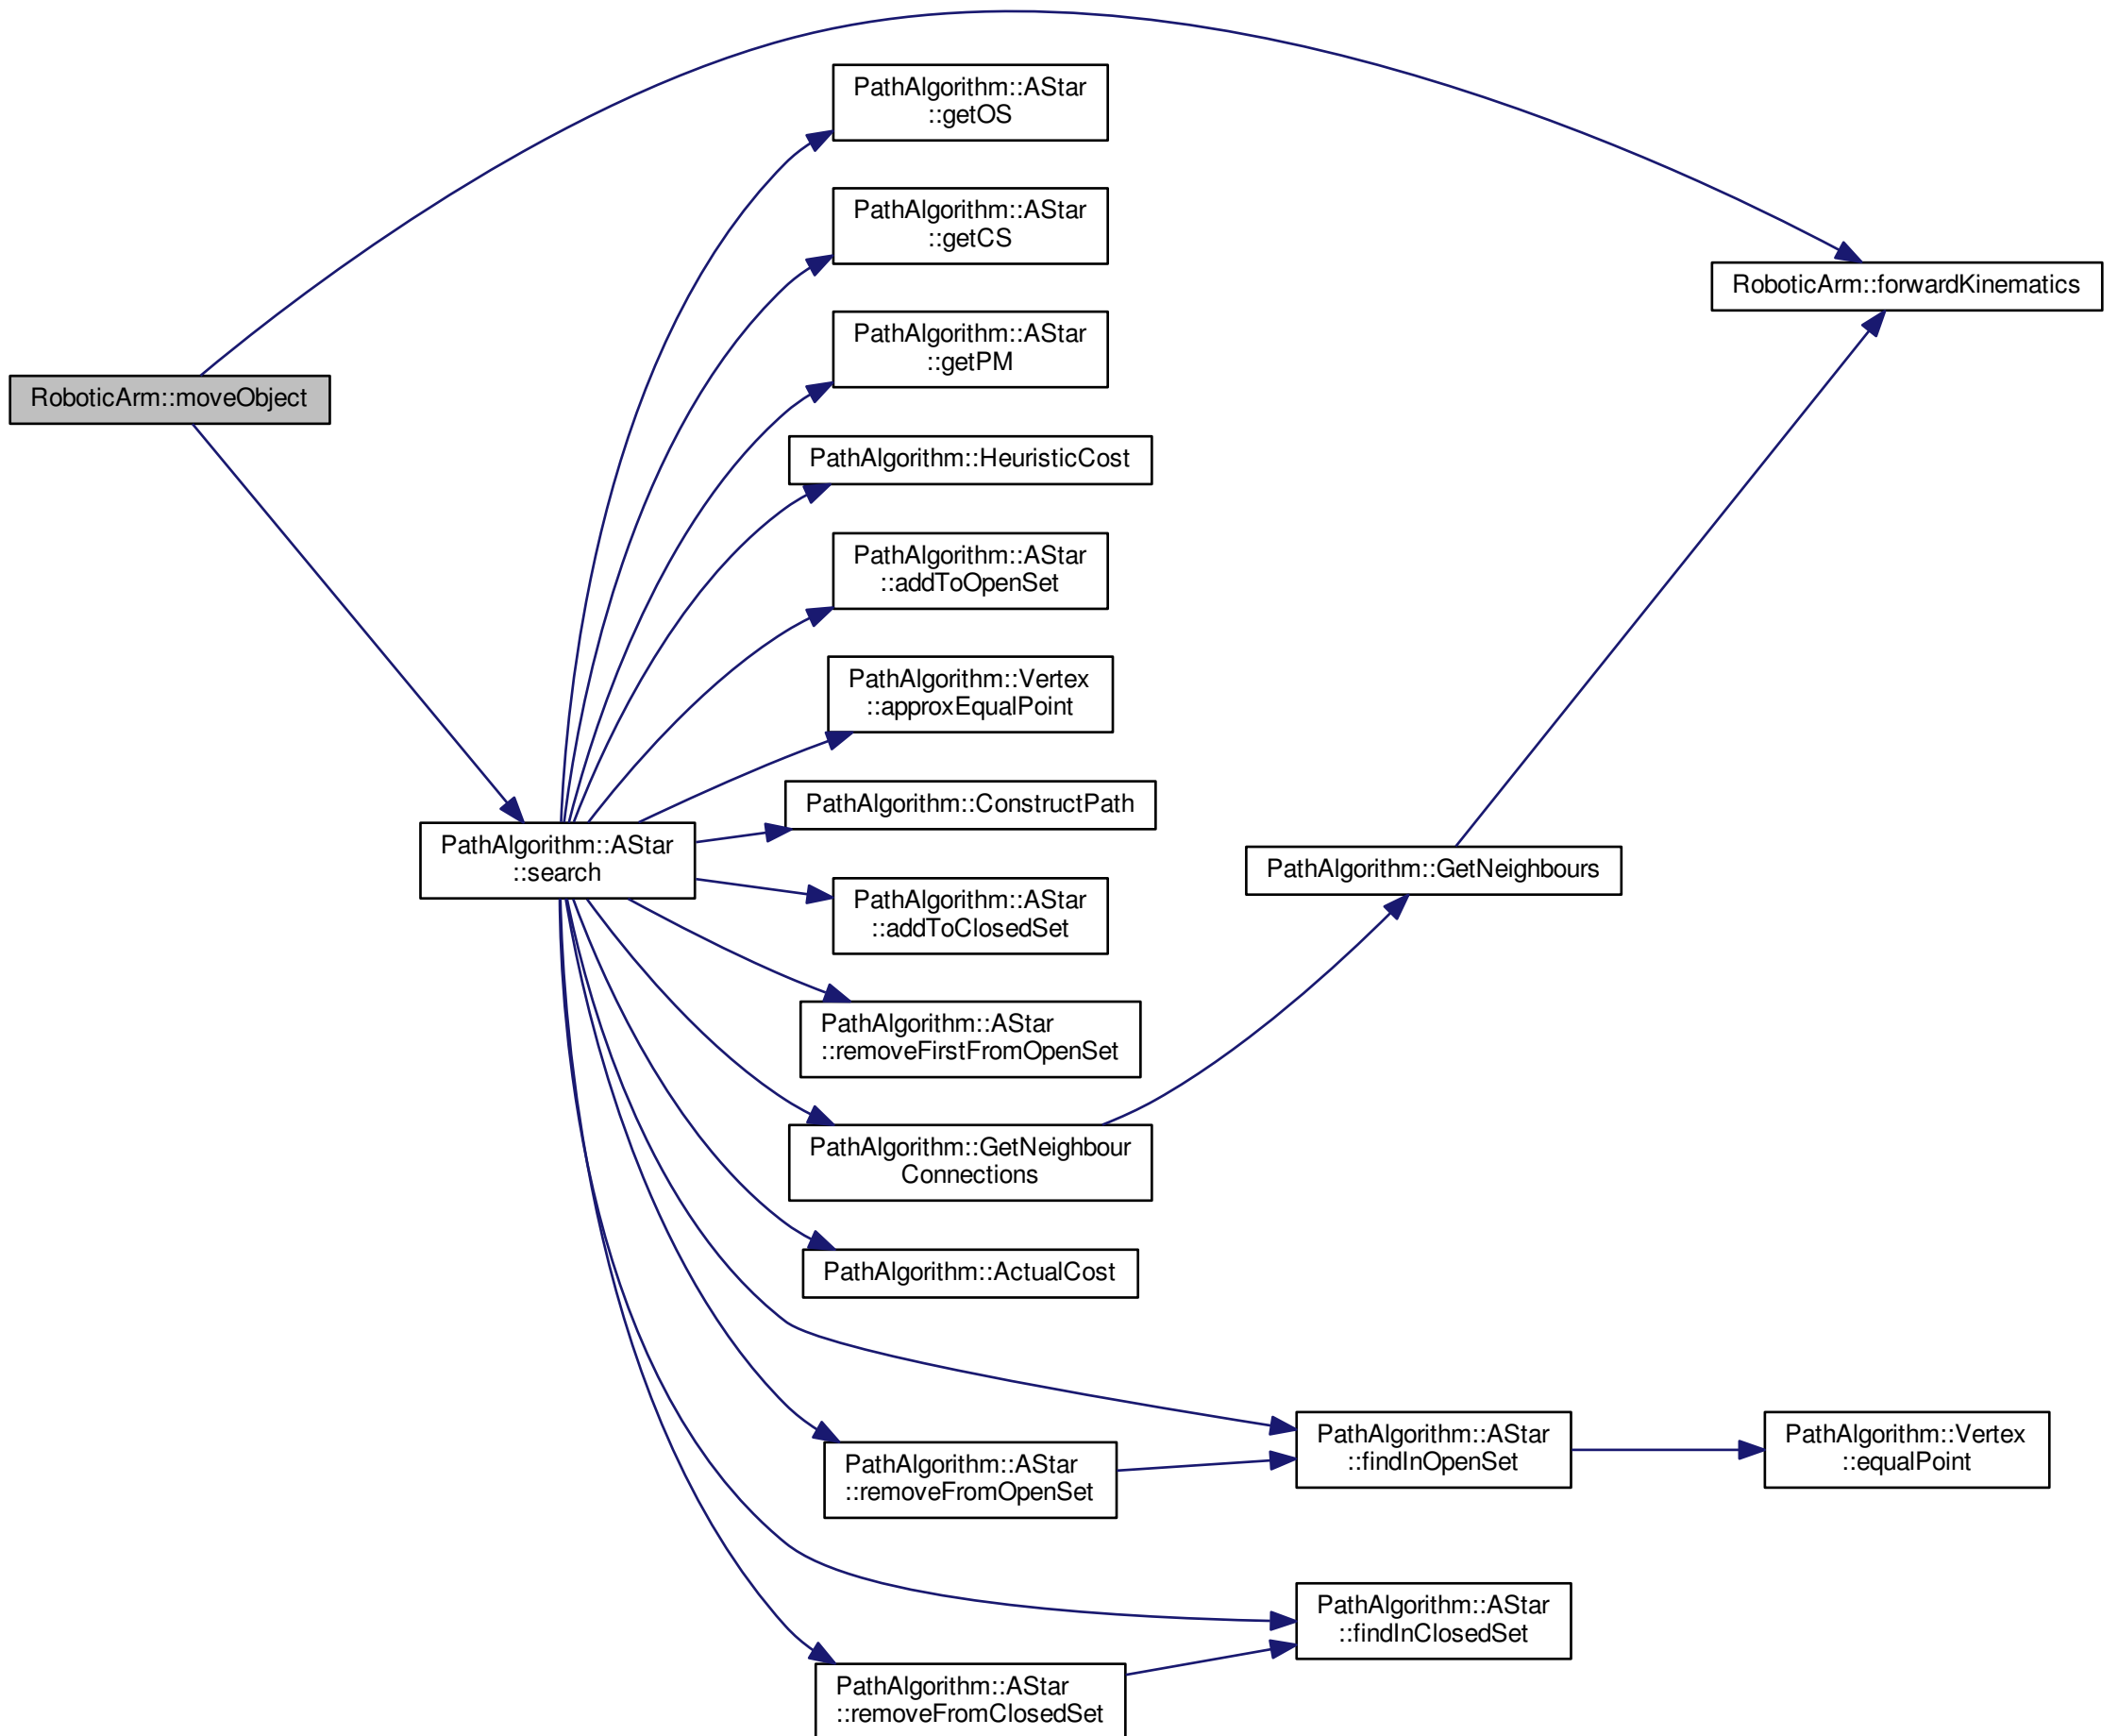 PathAlgorithm::AStar
::getOS
PathAlgorithm::AStar
::getCS
RoboticArm::forwardKinematics
PathAlgorithm::AStar
::getPM
RoboticArm::moveObject
PathAlgorithm::HeuristicCost
PathAlgorithm::AStar
::addToOpenSet
PathAlgorithm::Vertex
::approxEqualPoint
PathAlgorithm::ConstructPath
PathAlgorithm::AStar
::search
PathAlgorithm::GetNeighbours
PathAlgorithm::AStar
::addToClosedSet
PathAlgorithm::AStar
::removeFirstFromOpenSet
PathAlgorithm::GetNeighbour
Connections
PathAlgorithm::ActualCost
PathAlgorithm::AStar
::findInOpenSet
PathAlgorithm::Vertex
::equalPoint
PathAlgorithm::AStar
::removeFromOpenSet
PathAlgorithm::AStar
::findInClosedSet
PathAlgorithm::AStar
::removeFromClosedSet